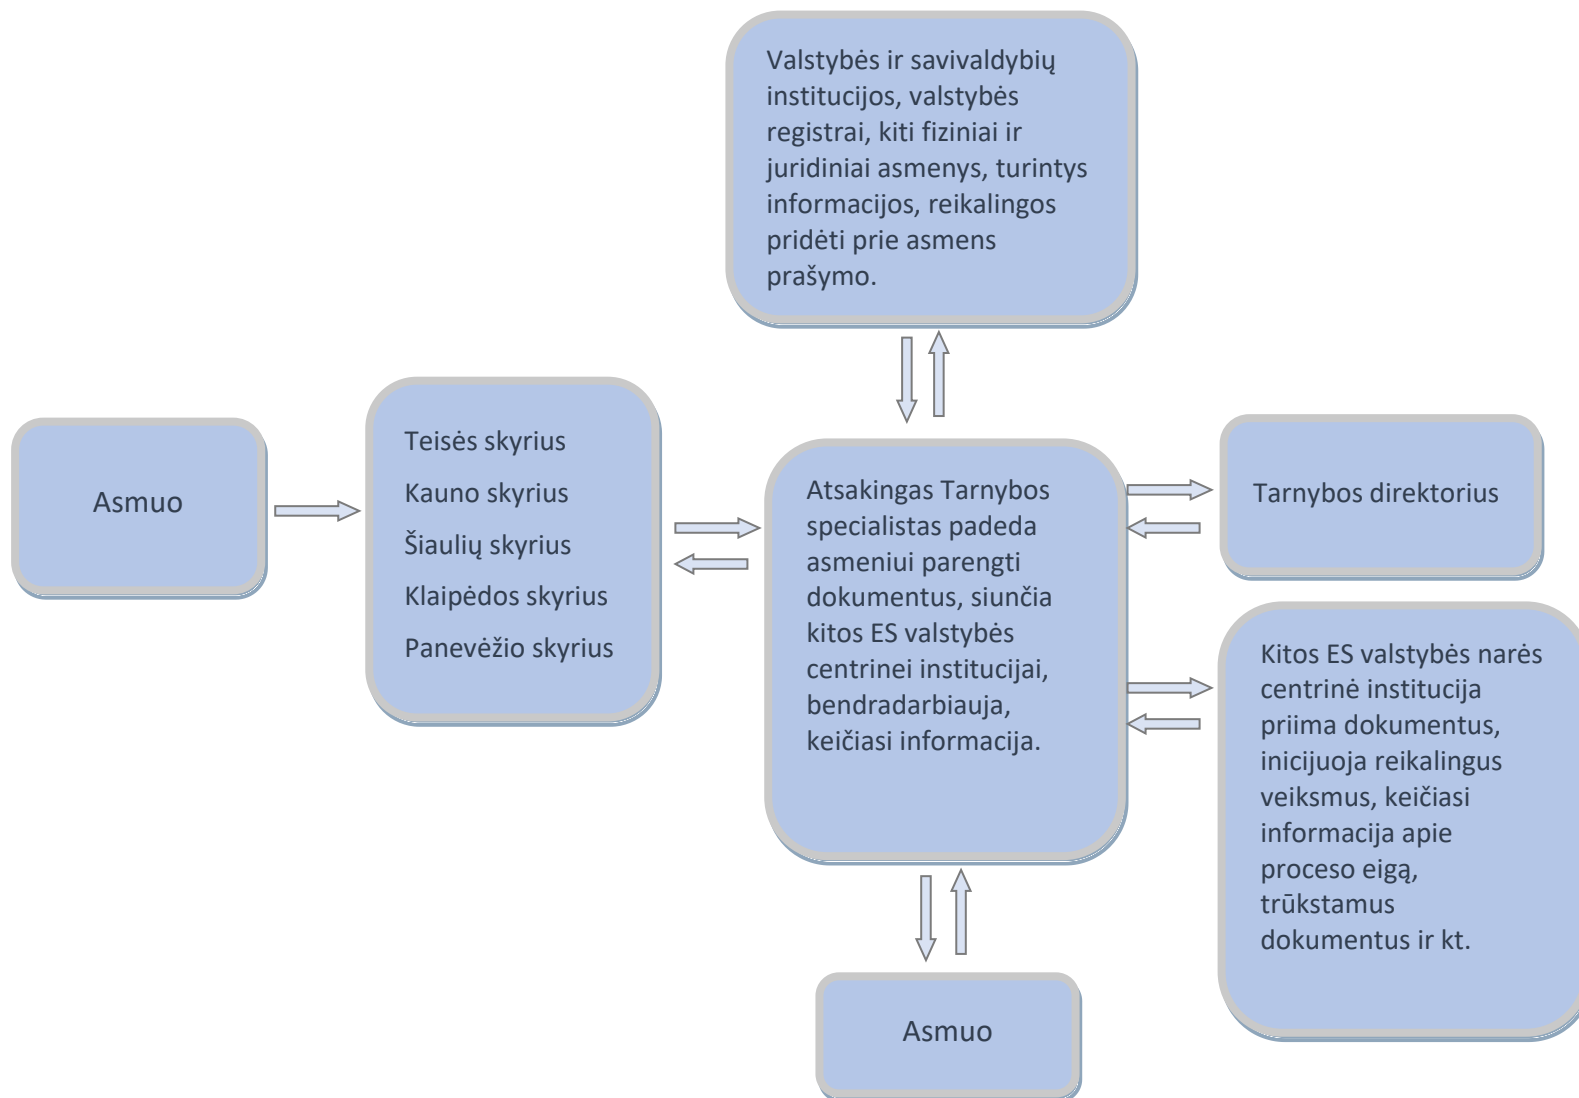 Valstybės ir savivaldybių
institucijos, valstybės
registrai, kiti fiziniai ir
juridiniai asmenys, turintys
informacijos, reikalingos
pridėti prie asmens
prašymo.
Asmuo
Teisės skyrius
Kauno skyrius
Šiaulių skyrius
Klaipėdos skyrius
Panevėžio skyrius
Atsakingas Tarnybos
specialistas padeda
asmeniui parengti
dokumentus, siunčia
kitos ES valstybės
centrinei institucijai,
bendradarbiauja,
keičiasi informacija.
Tarnybos direktorius
Kitos ES valstybės narės
centrinė institucija
priima dokumentus,
inicijuoja reikalingus
veiksmus, keičiasi
informacija apie
proceso eigą,
trūkstamus
dokumentus ir kt.
Asmuo